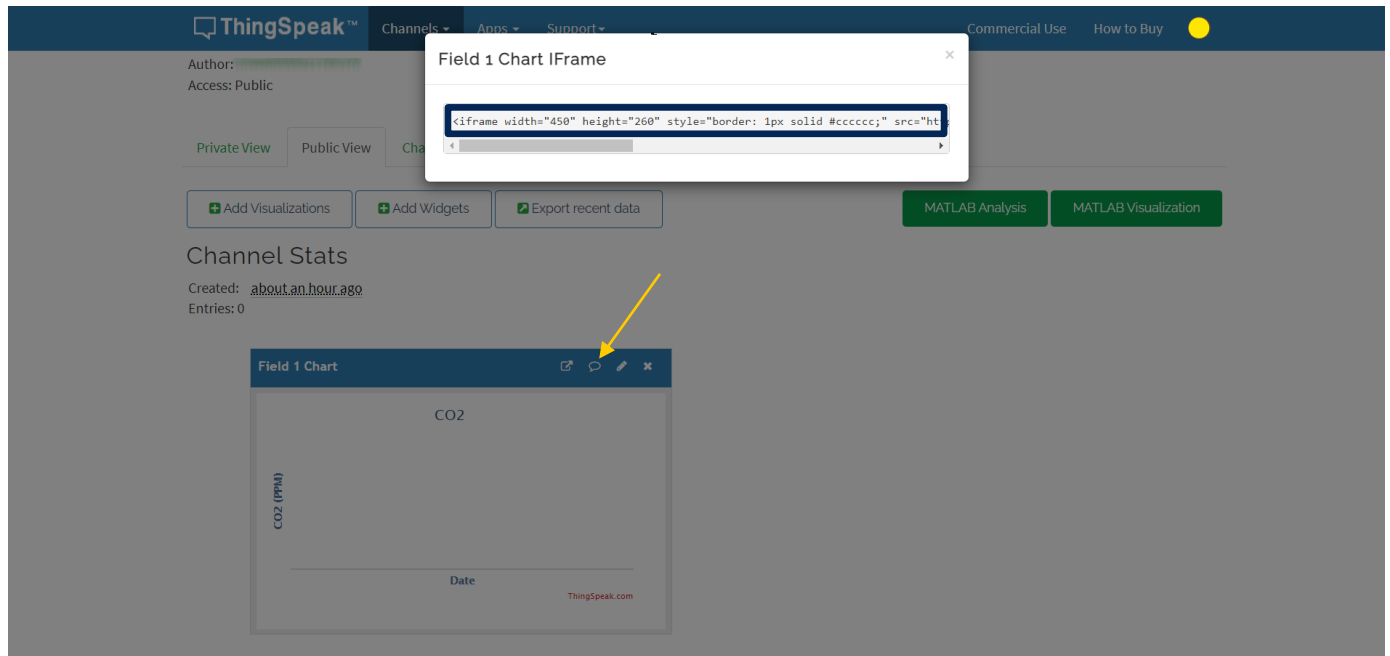 ThingSpeak™ Channels Apps Support Commercial Use How to Buy
Author:
Access: Public
Field 1 Chart IFrame ×
<iframe width="450" height="260" style="border: 1px solid #cccccc;" src="htt
Private View Public View Cha
Add Visualizations Add Widgets Export recent data MATLAB Analysis MATLAB Visualization
Channel Stats
Created: about an hour ago
Entries: 0
Field 1 Chart
CO2
CO2 (PPM)
Date
ThingSpeak.com